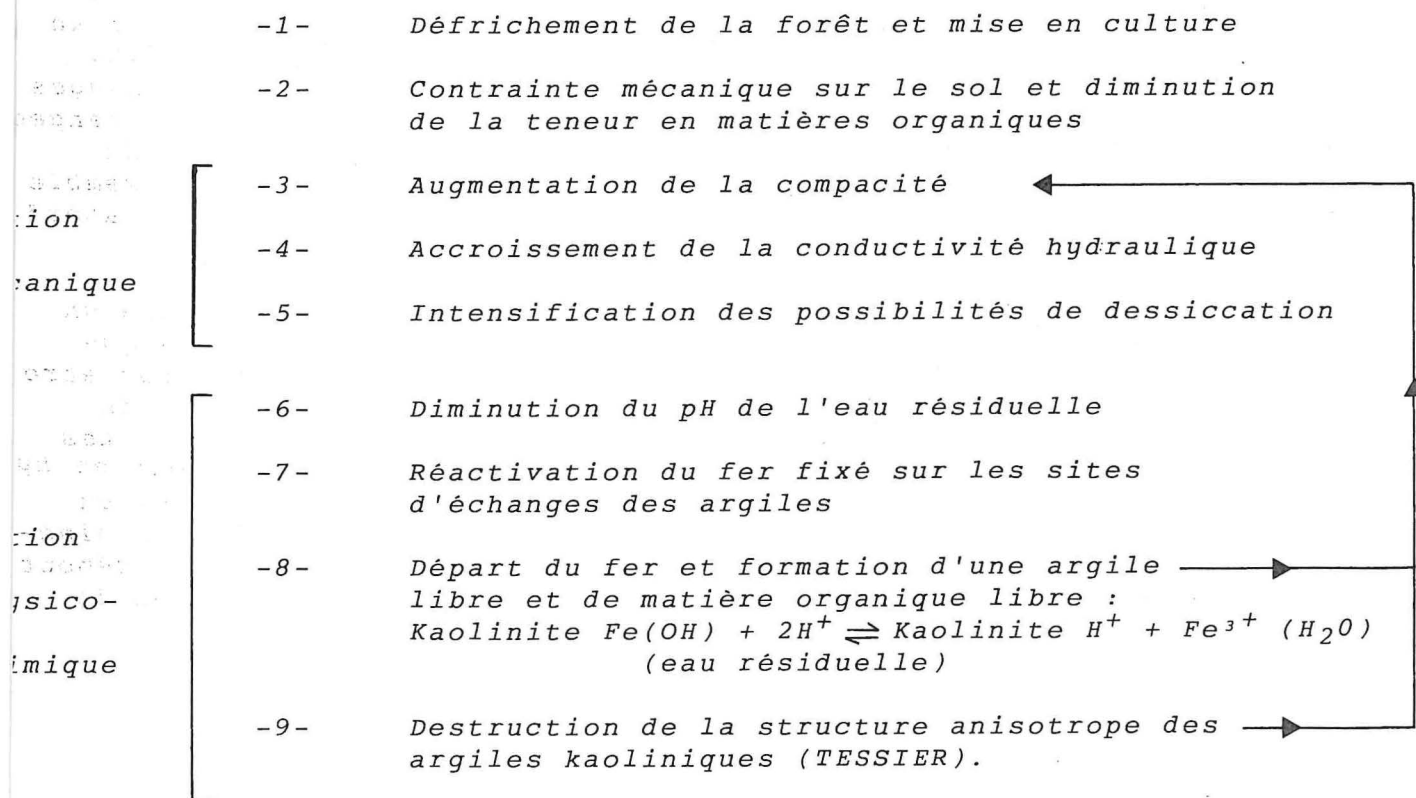 -1- Défrichement de la forêt et mise en culture
-2- Contrainte mécanique sur le sol et diminution
de la teneur en matières organiques
-3- Augmentation de la compacité
ion
-4- Accroissement de la conductivité hydraulique
canique
-5- Intensification des possibilités de dessiccation
-6- Diminution du pH de l'eau résiduelle
-7- Réactivation du fer fixé sur les sites
d'échanges des argiles
tion
-8- Départ du fer et formation d'une argile
ysico- libre et de matière organique libre :
Kaolinite Fe(OH) + 2H⁺ ⇌ Kaolinite H⁺ + Fe³⁺ (H₂O)
imique (eau résiduelle)
-9- Destruction de la structure anisotrope des
argiles kaoliniques (TESSIER).